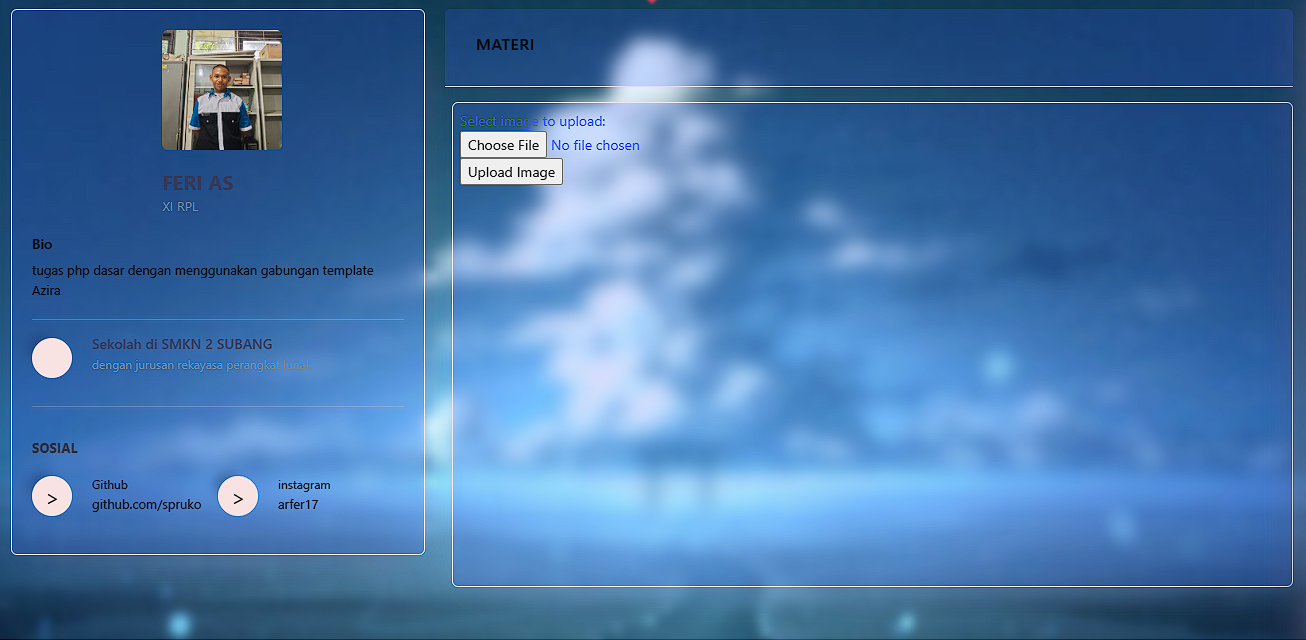 FERI AS
XI RPL
Bio
tugas php dasar dengan menggunakan gabungan template
Azira
Sekolah di SMKN 2 SUBANG
dengan jurusan rekayasa perangkat lunak
SOSIAL
>
Github
github.com/spruko
>
instagram
arfer17
MATERI
Select image to upload:
Choose File No file chosen
Upload Image